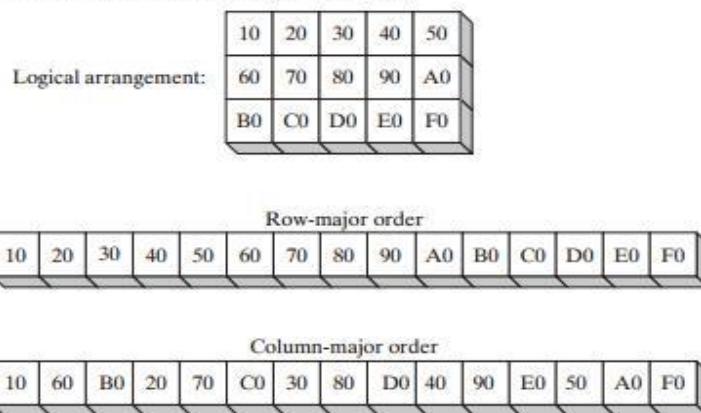 10 20 30 40 50
Logical arrangement: 60 70 80 90 A0
B0 C0 D0 E0 F0
Row-major order
10 20 30 40 50 60 70 80 90 A0 B0 C0 D0 E0 F0
Column-major order
10 60 B0 20 70 C0 30 80 D0 40 90 E0 50 A0 F0